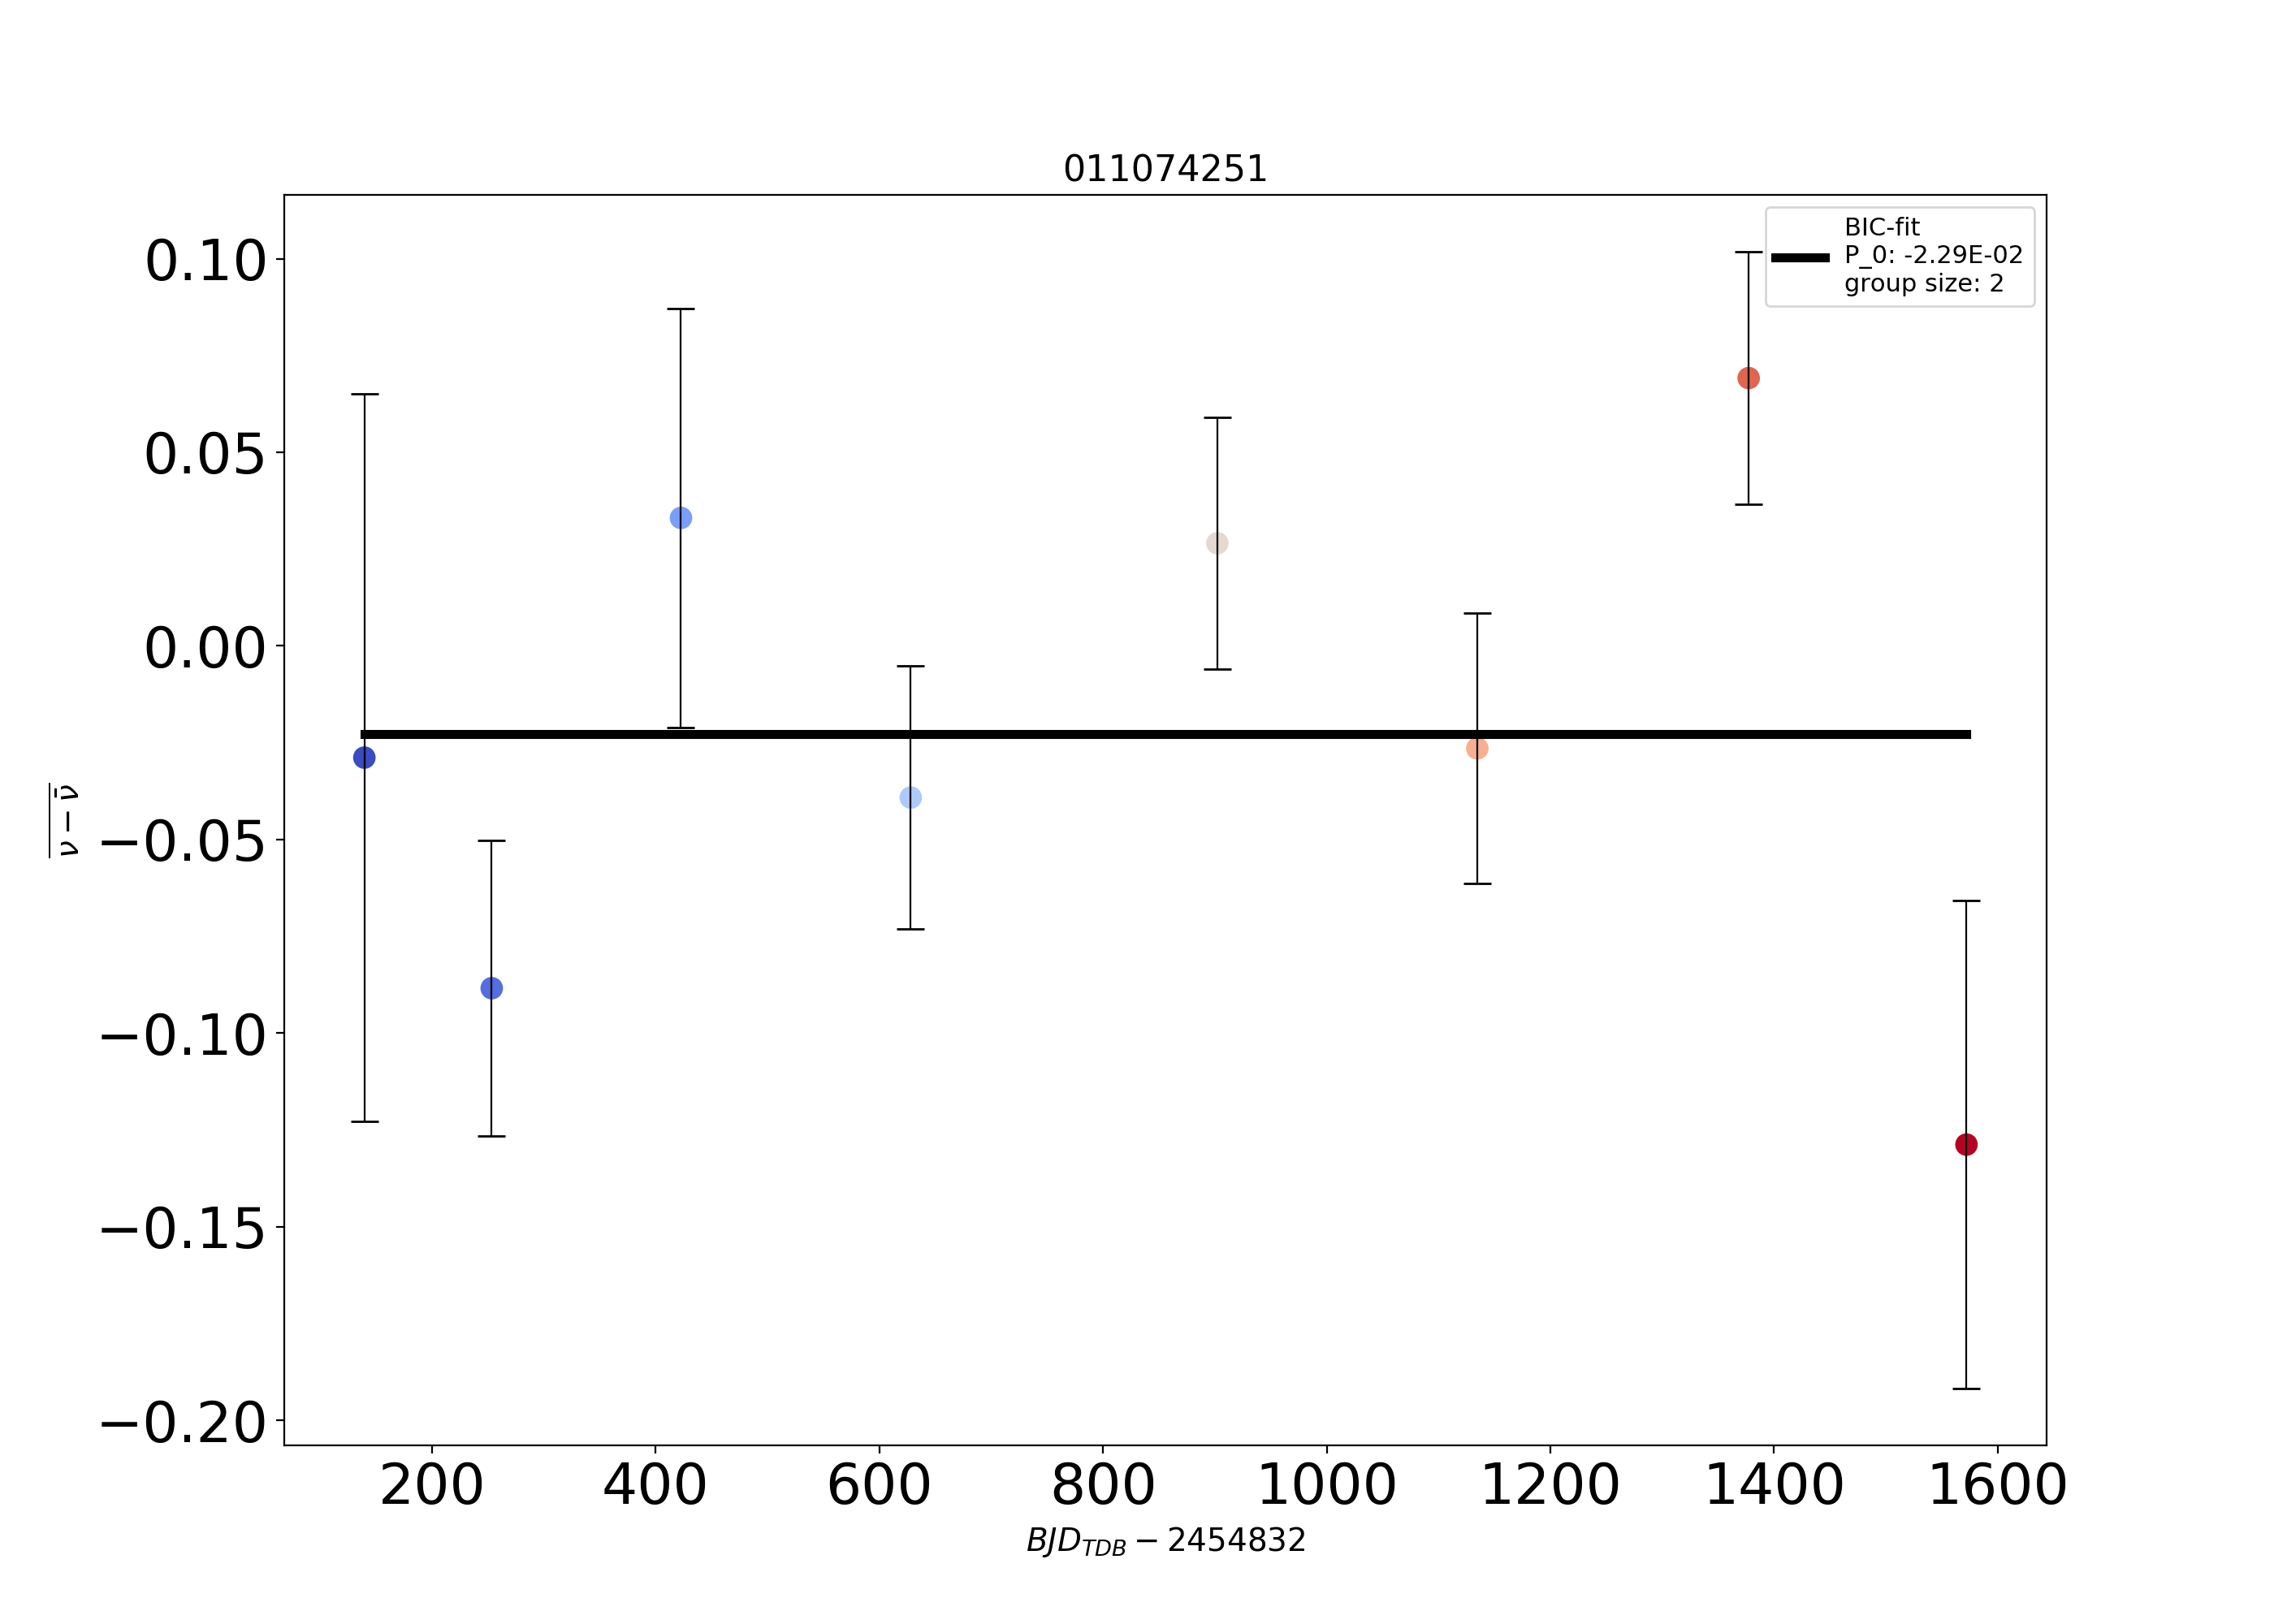 011074251
BIC-fit
P_0: -2.29E-02
group size: 2
0.10
0.05
0.00
−0.05
−0.10
−0.15
−0.20
ν − ν̄
200 400 600 800 1000 1200 1400 1600
BJD_TDB − 2454832